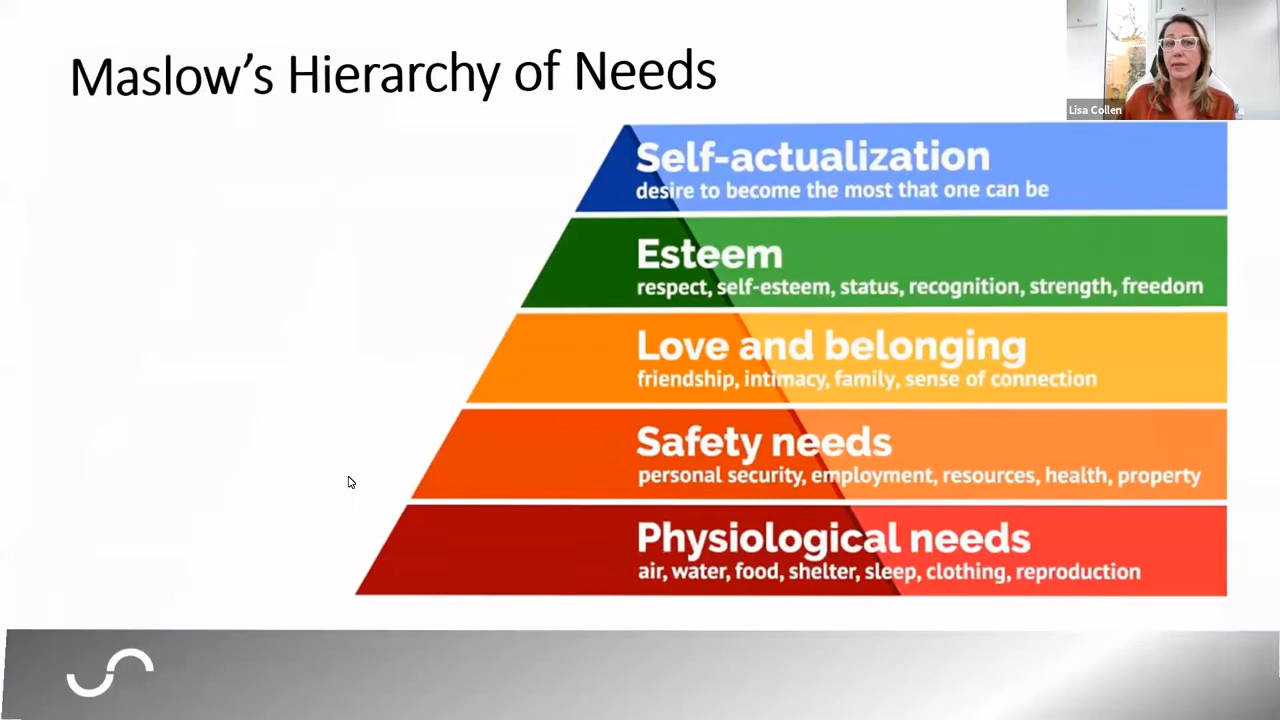 Maslow’s Hierarchy of Needs
Lisa Collen
Self-actualization
desire to become the most that one can be
Esteem
respect, self-esteem, status, recognition, strength, freedom
Love and belonging
friendship, intimacy, family, sense of connection
Safety needs
personal security, employment, resources, health, property
Physiological needs
air, water, food, shelter, sleep, clothing, reproduction